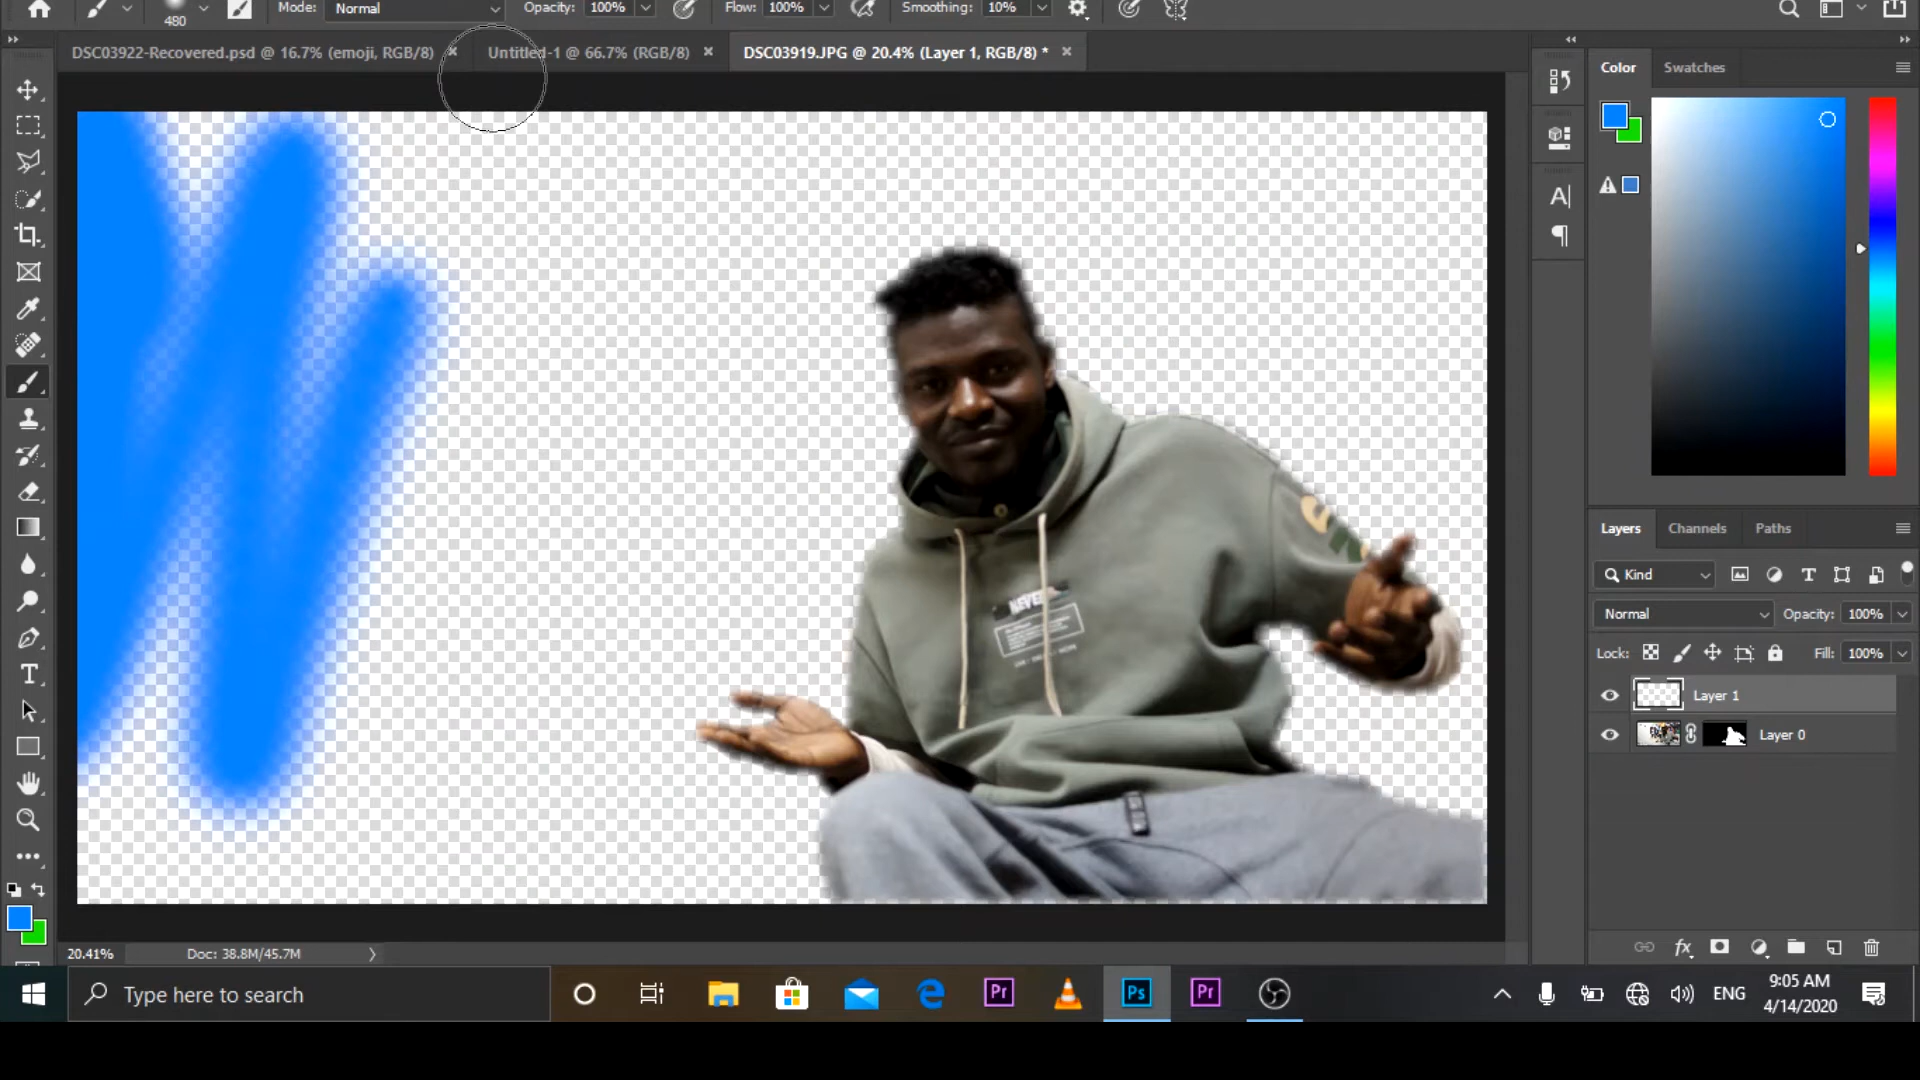 480
Mode: Normal
Opacity: 100%
Flow: 100%
Smoothing: 10%
DSC03922-Recovered.psd @ 16.7% (emoji, RGB/8)
Untitled-1 @ 66.7% (RGB/8)
DSC03919.JPG @ 20.4% (Layer 1, RGB/8) *
Color
Swatches
Layers
Channels
Paths
Kind
Normal
Opacity: 100%
Lock:
Fill: 100%
Layer 1
Layer 0
20.41%
Doc: 38.8M/45.7M
Type here to search
Pr
Ps
Pr
ENG
9:05 AM
4/14/2020